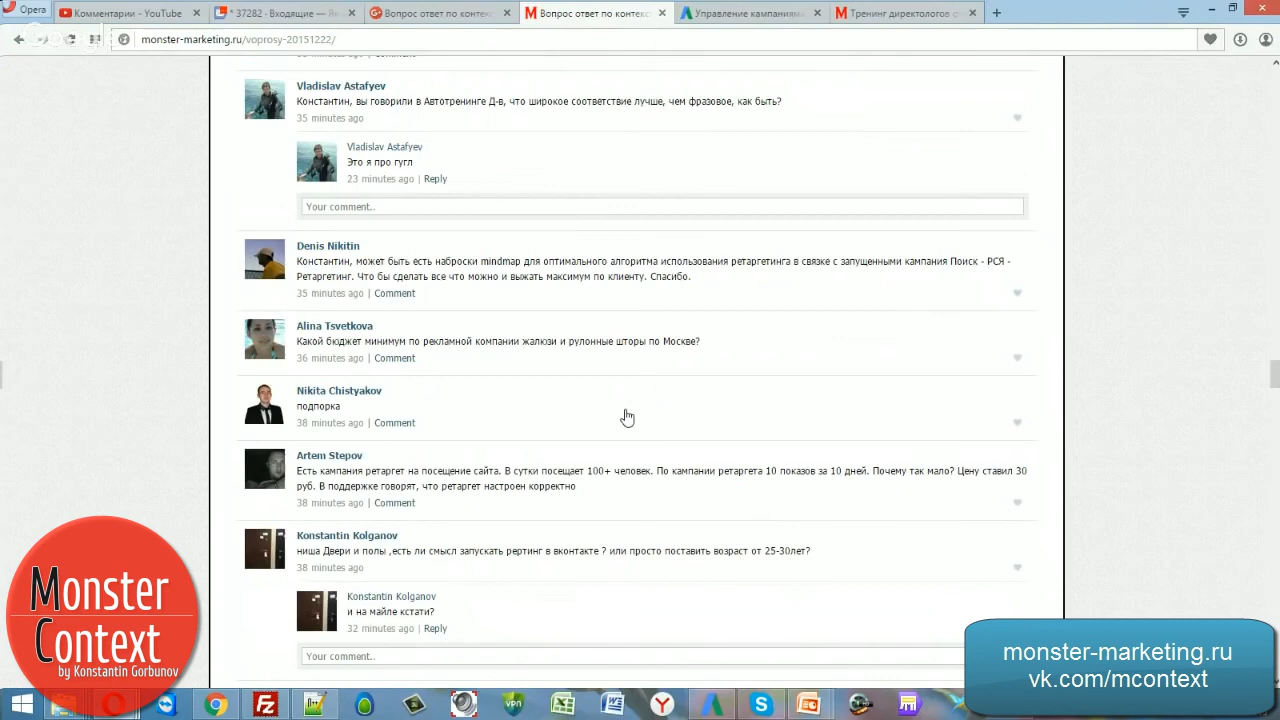 Opera
Комментарии - YouTube
* 37282 - Входящие — Ян
Вопрос ответ по контекс
Вопрос ответ по контекс
Управление кампаниями
Тренинг директологов о
monster-marketing.ru/voprosy-20151222/
Vladislav Astafyev
Константин, вы говорили в Автотренинге Д-в, что широкое соответствие лучше, чем фразовое, как быть?
35 minutes ago
Vladislav Astafyev
Это я про гугл
23 minutes ago | Reply
Your comment..
Denis Nikitin
Константин, может быть есть наброски mindmap для оптимального алгоритма использования ретаргетинга в связке с запущенными кампания Поиск - РСЯ -
Ретаргетинг. Что бы сделать все что можно и выжать максимум по клиенту. Спасибо.
35 minutes ago | Comment
Alina Tsvetkova
Какой бюджет минимум по рекламной компании жалюзи и рулонные шторы по Москве?
36 minutes ago | Comment
Nikita Chistyakov
подпорка
38 minutes ago | Comment
Artem Stepov
Есть кампания ретаргет на посещение сайта. В сутки посещает 100+ человек. По кампании ретаргета 10 показов за 10 дней. Почему так мало? Цену ставил 30
руб. В поддержке говорят, что ретаргет настроен корректно
38 minutes ago | Comment
Konstantin Kolganov
ниша Двери и полы ,есть ли смысл запускать рертинг в вконтакте ? или просто поставить возраст от 25-30лет?
38 minutes ago
Konstantin Kolganov
и на майле кстати?
32 minutes ago | Reply
Your comment..
Monster
Context
by Konstantin Gorbunov
monster-marketing.ru
vk.com/mcontext
VPN